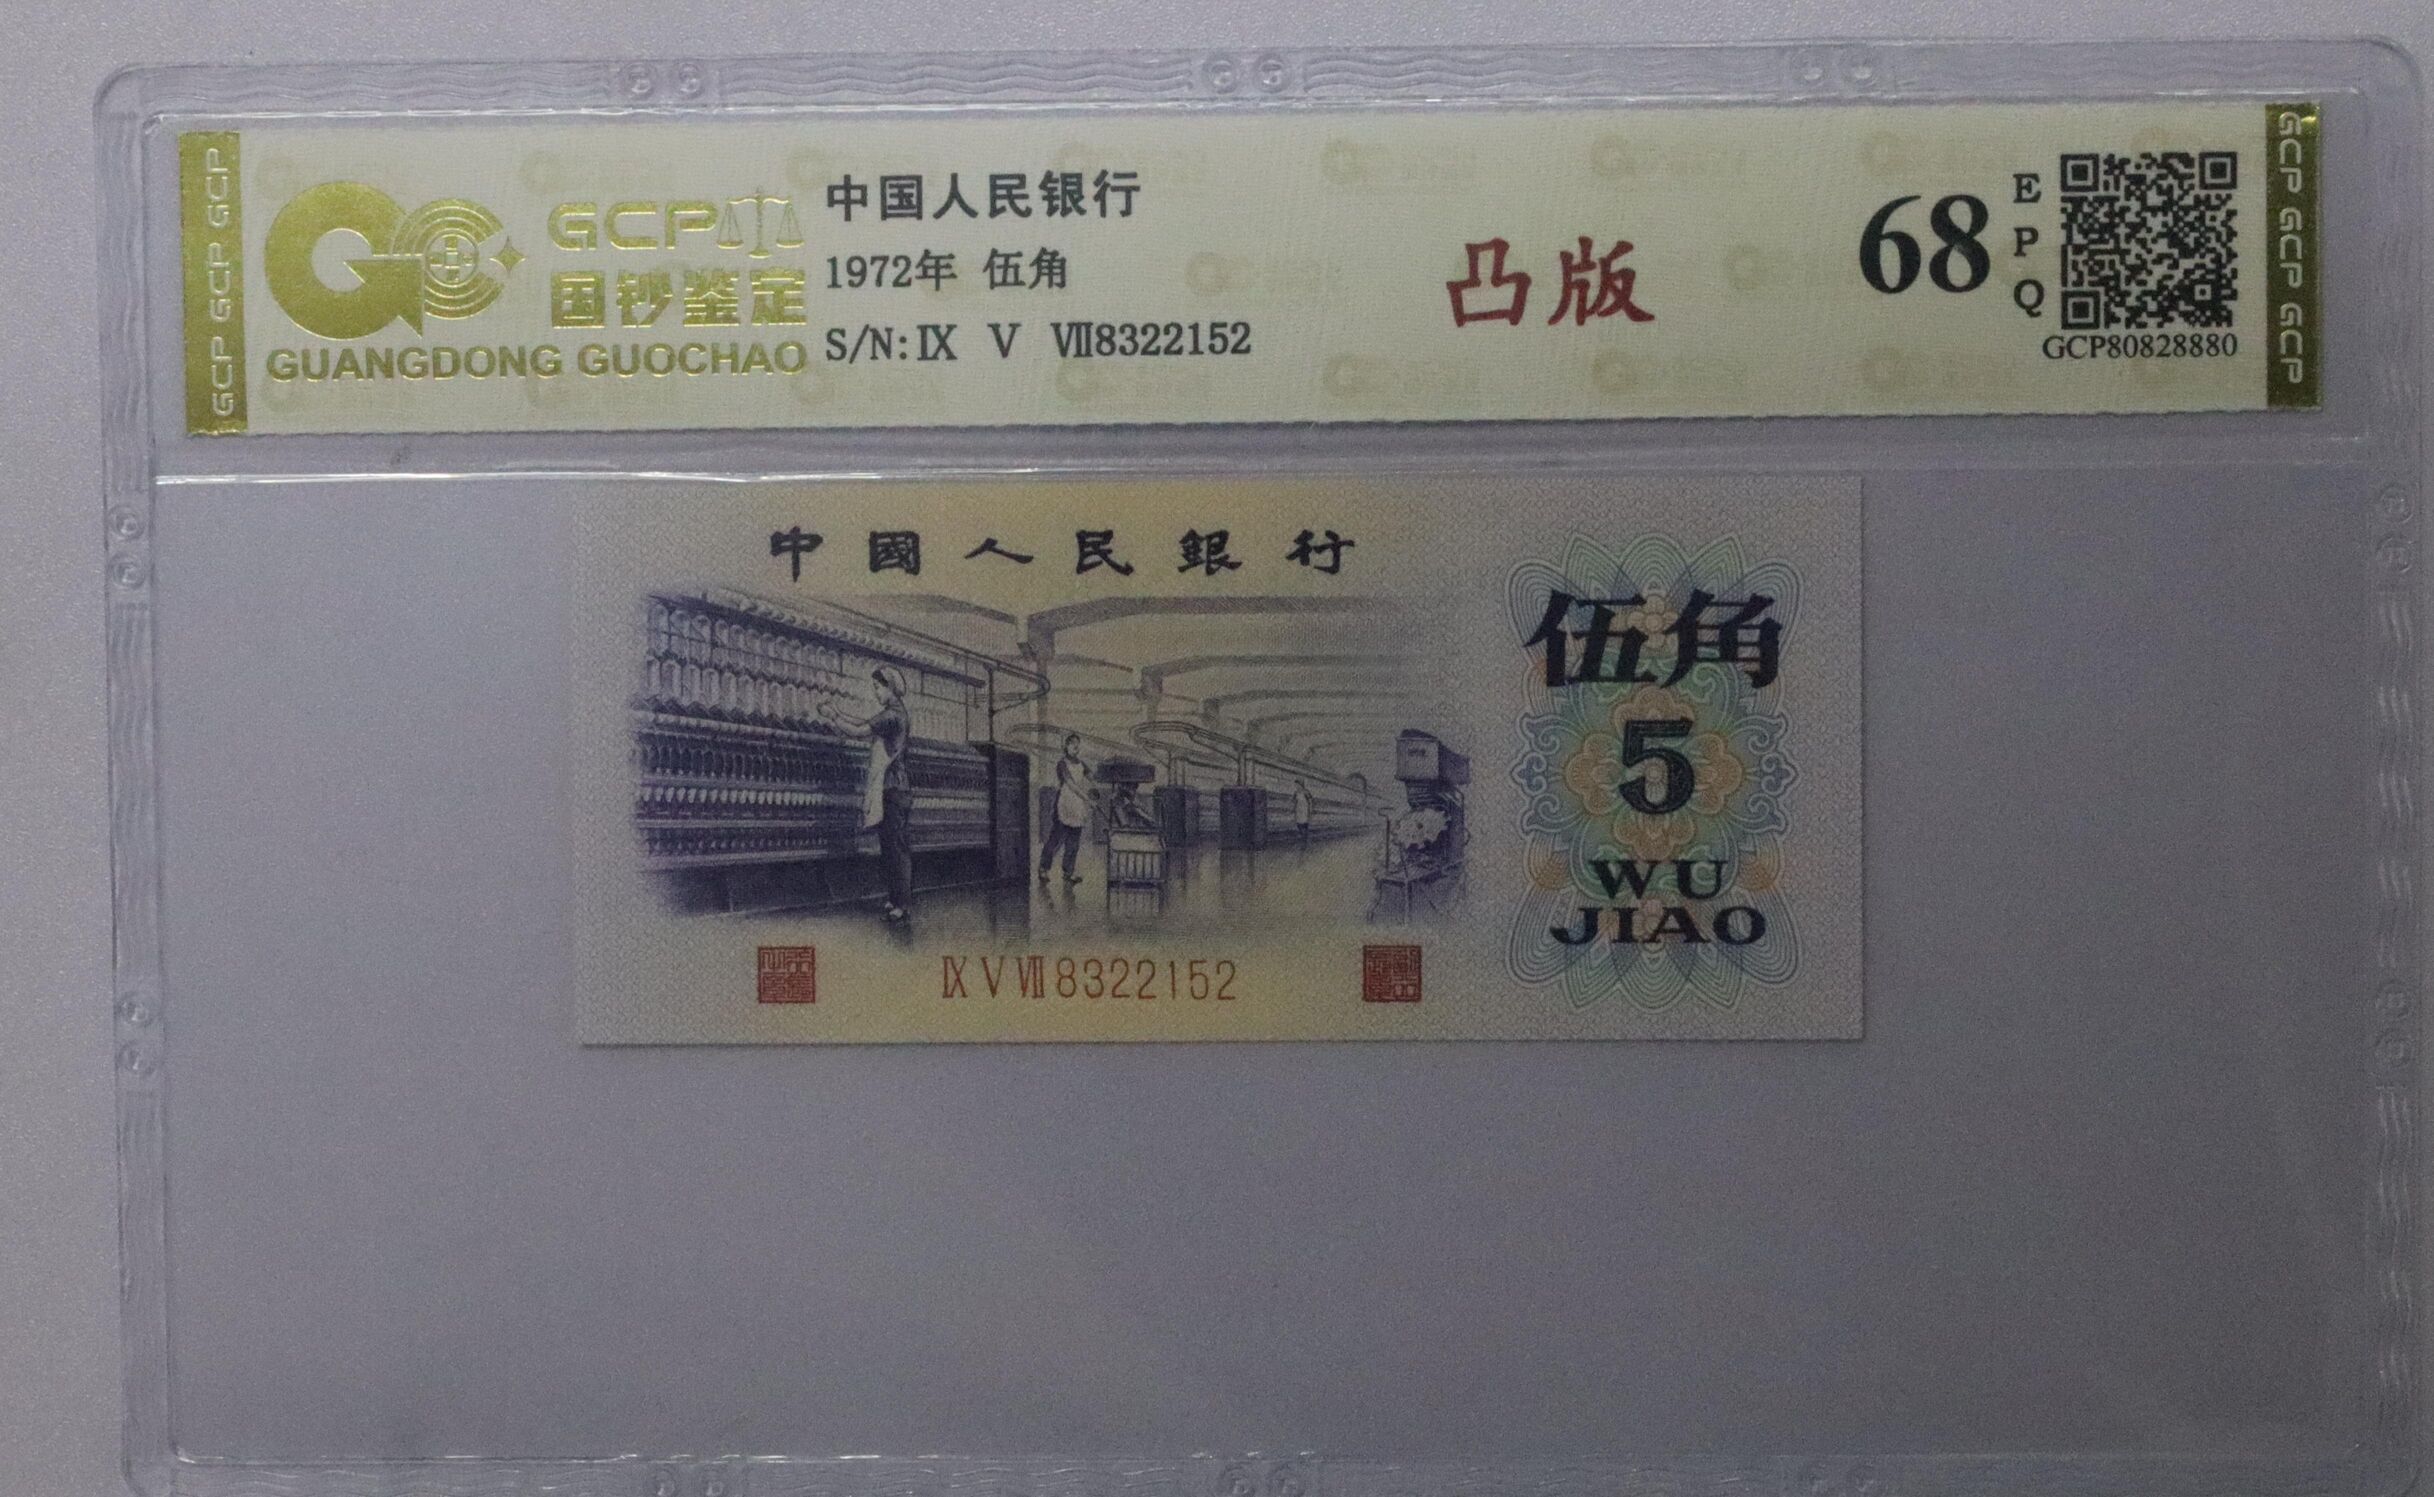 GCP GCP GCP
GCP
国钞鉴定
GUANGDONG GUOCHAO
中国人民银行
1972年 伍角
S/N: Ⅸ Ⅴ Ⅶ8322152
凸版
68
E
P
Q
GCP80828880
GCP GCP GCP
中國人民銀行
伍角
5
WU
JIAO
Ⅸ Ⅴ Ⅶ 8322152